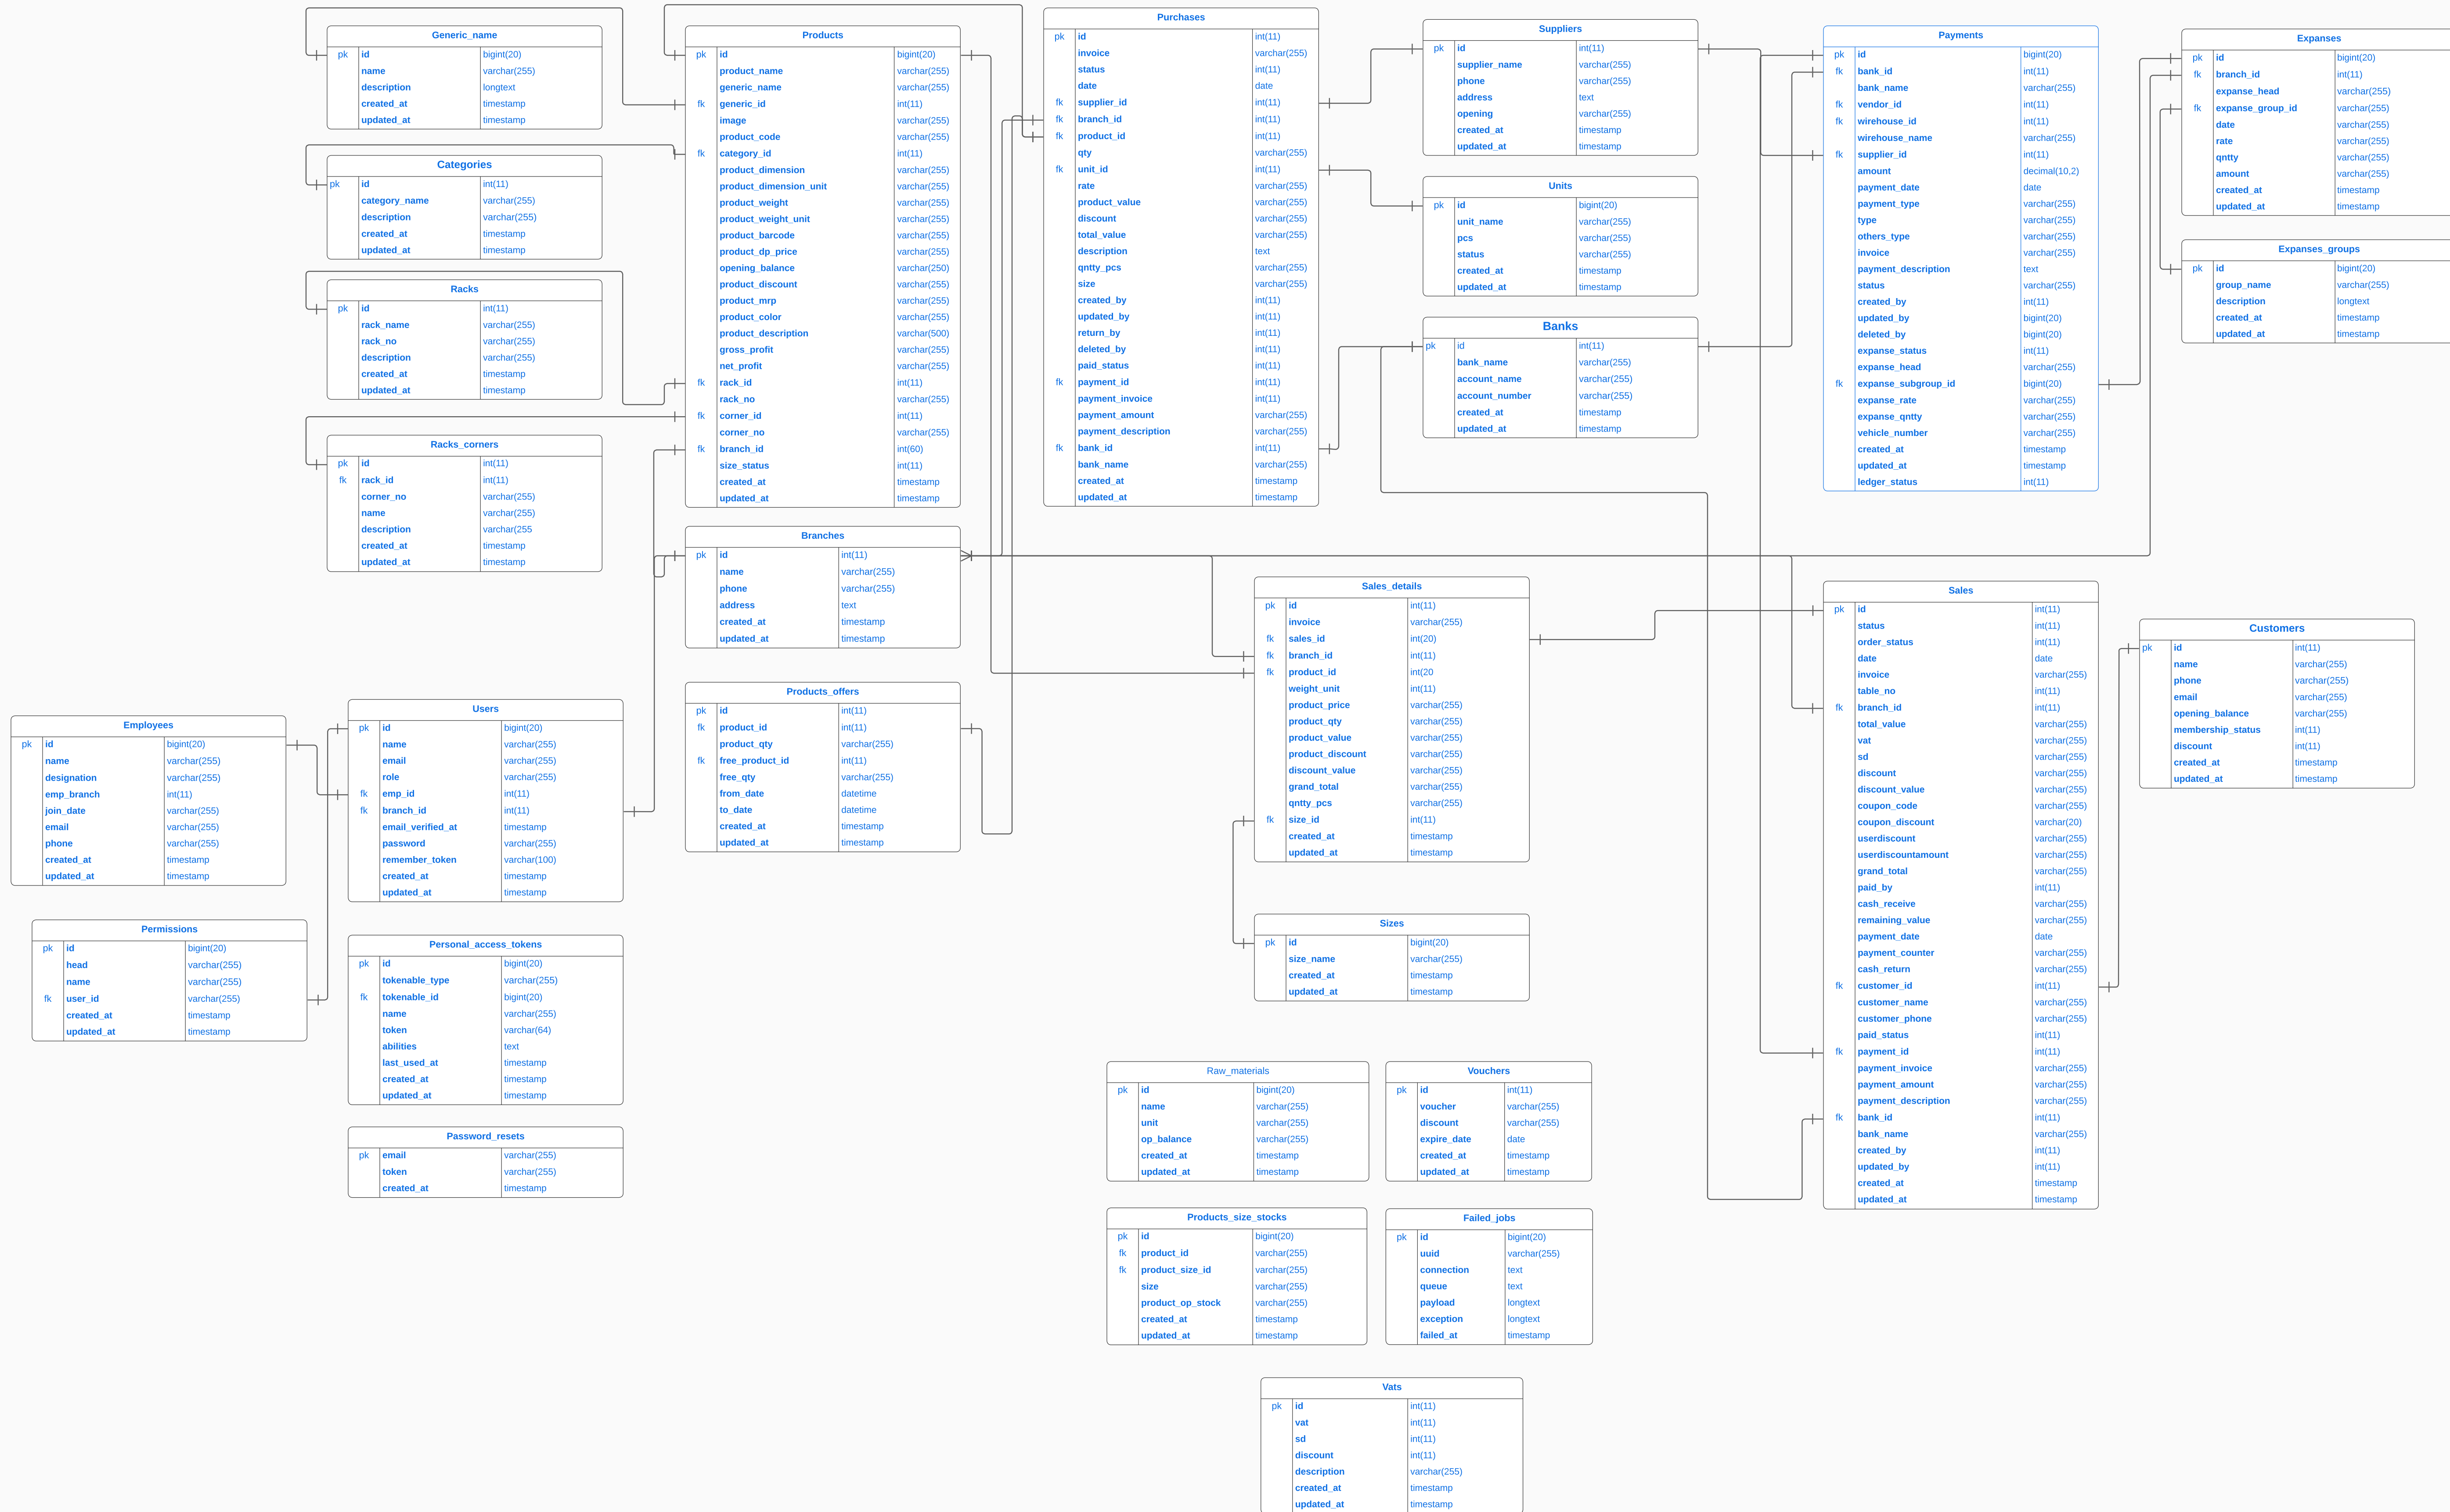 Generic_name
pk id bigint(20)
name varchar(255)
description longtext
created_at timestamp
updated_at timestamp
Categories
pk id int(11)
category_name varchar(255)
description varchar(255)
created_at timestamp
updated_at timestamp
Racks
pk id int(11)
rack_name varchar(255)
rack_no varchar(255)
description varchar(255)
created_at timestamp
updated_at timestamp
Racks_corners
pk id int(11)
fk rack_id int(11)
corner_no varchar(255)
name varchar(255)
description varchar(255
created_at timestamp
updated_at timestamp
Products
pk id bigint(20)
product_name varchar(255)
generic_name varchar(255)
fk generic_id int(11)
image varchar(255)
product_code varchar(255)
fk category_id int(11)
product_dimension varchar(255)
product_dimension_unit varchar(255)
product_weight varchar(255)
product_weight_unit varchar(255)
product_barcode varchar(255)
product_dp_price varchar(255)
opening_balance varchar(250)
product_discount varchar(255)
product_mrp varchar(255)
product_color varchar(255)
product_description varchar(500)
gross_profit varchar(255)
net_profit varchar(255)
fk rack_id int(11)
rack_no varchar(255)
fk corner_id int(11)
corner_no varchar(255)
fk branch_id int(60)
size_status int(11)
created_at timestamp
updated_at timestamp
Purchases
pk id int(11)
invoice varchar(255)
status int(11)
date date
fk supplier_id int(11)
fk branch_id int(11)
fk product_id int(11)
qty varchar(255)
fk unit_id int(11)
rate varchar(255)
product_value varchar(255)
discount varchar(255)
total_value varchar(255)
description text
qntty_pcs varchar(255)
size varchar(255)
created_by int(11)
updated_by int(11)
return_by int(11)
deleted_by int(11)
paid_status int(11)
fk payment_id int(11)
payment_invoice int(11)
payment_amount varchar(255)
payment_description varchar(255)
fk bank_id int(11)
bank_name varchar(255)
created_at timestamp
updated_at timestamp
Suppliers
pk id int(11)
supplier_name varchar(255)
phone varchar(255)
address text
opening varchar(255)
created_at timestamp
updated_at timestamp
Units
pk id bigint(20)
unit_name varchar(255)
pcs varchar(255)
status varchar(255)
created_at timestamp
updated_at timestamp
Banks
pk id int(11)
bank_name varchar(255)
account_name varchar(255)
account_number varchar(255)
created_at timestamp
updated_at timestamp
Payments
pk id bigint(20)
fk bank_id int(11)
bank_name varchar(255)
fk vendor_id int(11)
fk wirehouse_id int(11)
wirehouse_name varchar(255)
fk supplier_id int(11)
amount decimal(10,2)
payment_date date
payment_type varchar(255)
type varchar(255)
others_type varchar(255)
invoice varchar(255)
payment_description text
status varchar(255)
created_by int(11)
updated_by bigint(20)
deleted_by bigint(20)
expanse_status int(11)
expanse_head varchar(255)
fk expanse_subgroup_id bigint(20)
expanse_rate varchar(255)
expanse_qntty varchar(255)
vehicle_number varchar(255)
created_at timestamp
updated_at timestamp
ledger_status int(11)
Expanses
pk id bigint(20)
fk branch_id int(11)
expanse_head varchar(255)
fk expanse_group_id varchar(255)
date varchar(255)
rate varchar(255)
qntty varchar(255)
amount varchar(255)
created_at timestamp
updated_at timestamp
Expanses_groups
pk id bigint(20)
group_name varchar(255)
description longtext
created_at timestamp
updated_at timestamp
Branches
pk id int(11)
name varchar(255)
phone varchar(255)
address text
created_at timestamp
updated_at timestamp
Products_offers
pk id int(11)
fk product_id int(11)
product_qty varchar(255)
fk free_product_id int(11)
free_qty varchar(255)
from_date datetime
to_date datetime
created_at timestamp
updated_at timestamp
Sales_details
pk id int(11)
invoice varchar(255)
fk sales_id int(20)
fk branch_id int(11)
fk product_id int(20
weight_unit int(11)
product_price varchar(255)
product_qty varchar(255)
product_value varchar(255)
product_discount varchar(255)
discount_value varchar(255)
grand_total varchar(255)
qntty_pcs varchar(255)
fk size_id int(11)
created_at timestamp
updated_at timestamp
Sales
pk id int(11)
status int(11)
order_status int(11)
date date
invoice varchar(255)
table_no int(11)
fk branch_id int(11)
total_value varchar(255)
vat varchar(255)
sd varchar(255)
discount varchar(255)
discount_value varchar(255)
coupon_code varchar(255)
coupon_discount varchar(20)
userdiscount varchar(255)
userdiscountamount varchar(255)
grand_total varchar(255)
paid_by int(11)
cash_receive varchar(255)
remaining_value varchar(255)
payment_date date
payment_counter varchar(255)
cash_return varchar(255)
fk customer_id int(11)
customer_name varchar(255)
customer_phone varchar(255)
paid_status int(11)
fk payment_id int(11)
payment_invoice varchar(255)
payment_amount varchar(255)
payment_description varchar(255)
fk bank_id int(11)
bank_name varchar(255)
created_by int(11)
updated_by int(11)
created_at timestamp
updated_at timestamp
Customers
pk id int(11)
name varchar(255)
phone varchar(255)
email varchar(255)
opening_balance varchar(255)
membership_status int(11)
discount int(11)
created_at timestamp
updated_at timestamp
Employees
pk id bigint(20)
name varchar(255)
designation varchar(255)
emp_branch int(11)
join_date varchar(255)
email varchar(255)
phone varchar(255)
created_at timestamp
updated_at timestamp
Users
pk id bigint(20)
name varchar(255)
email varchar(255)
role varchar(255)
fk emp_id int(11)
fk branch_id int(11)
email_verified_at timestamp
password varchar(255)
remember_token varchar(100)
created_at timestamp
updated_at timestamp
Permissions
pk id bigint(20)
head varchar(255)
name varchar(255)
fk user_id varchar(255)
created_at timestamp
updated_at timestamp
Personal_access_tokens
pk id bigint(20)
tokenable_type varchar(255)
fk tokenable_id bigint(20)
name varchar(255)
token varchar(64)
abilities text
last_used_at timestamp
created_at timestamp
updated_at timestamp
Password_resets
pk email varchar(255)
token varchar(255)
created_at timestamp
Sizes
pk id bigint(20)
size_name varchar(255)
created_at timestamp
updated_at timestamp
Raw_materials
pk id bigint(20)
name varchar(255)
unit varchar(255)
op_balance varchar(255)
created_at timestamp
updated_at timestamp
Vouchers
pk id int(11)
voucher varchar(255)
discount varchar(255)
expire_date date
created_at timestamp
updated_at timestamp
Products_size_stocks
pk id bigint(20)
fk product_id varchar(255)
fk product_size_id varchar(255)
size varchar(255)
product_op_stock varchar(255)
created_at timestamp
updated_at timestamp
Failed_jobs
pk id bigint(20)
uuid varchar(255)
connection text
queue text
payload longtext
exception longtext
failed_at timestamp
Vats
pk id int(11)
vat int(11)
sd int(11)
discount int(11)
description varchar(255)
created_at timestamp
updated_at timestamp